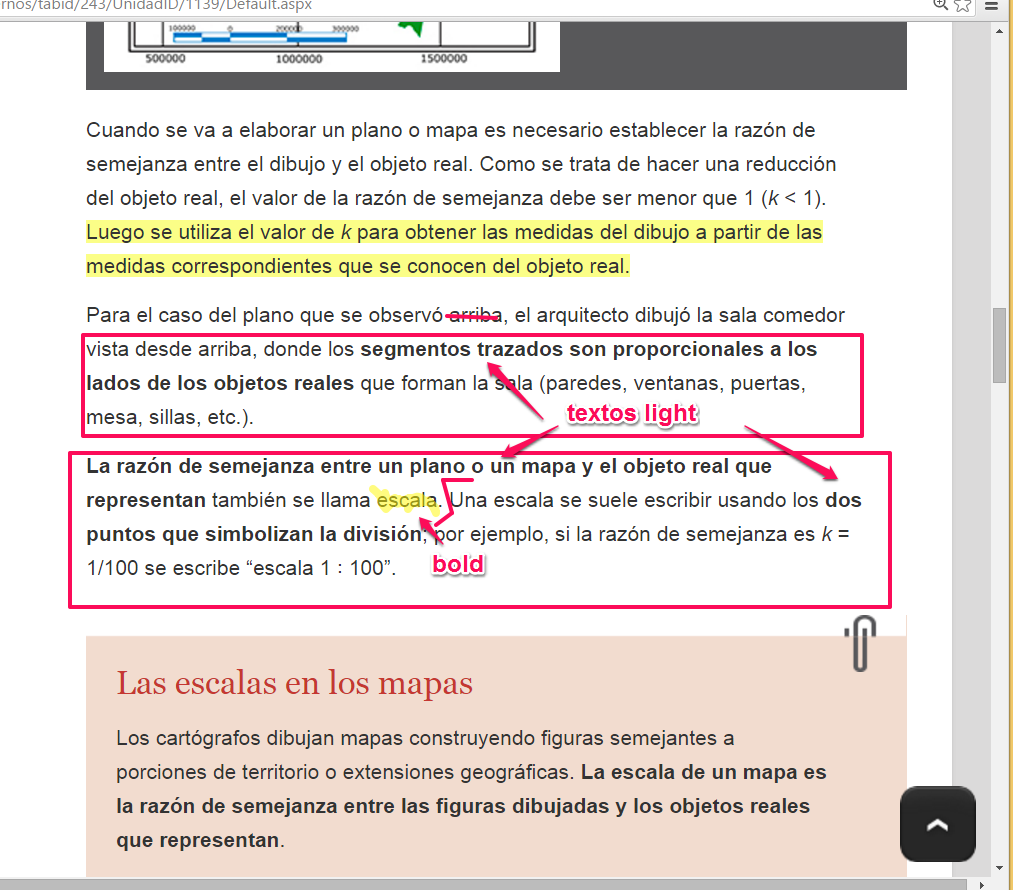 rnos/tabid/243/UnidadID/1139/Default.aspx
100000 0 200000 300000
500000 1000000 1500000
Cuando se va a elaborar un plano o mapa es necesario establecer la razón de
semejanza entre el dibujo y el objeto real. Como se trata de hacer una reducción
del objeto real, el valor de la razón de semejanza debe ser menor que 1 (k < 1).
Luego se utiliza el valor de k para obtener las medidas del dibujo a partir de las
medidas correspondientes que se conocen del objeto real.
Para el caso del plano que se observó arriba, el arquitecto dibujó la sala comedor
vista desde arriba, donde los segmentos trazados son proporcionales a los
lados de los objetos reales que forman la sala (paredes, ventanas, puertas,
mesa, sillas, etc.).
textos light
La razón de semejanza entre un plano o un mapa y el objeto real que
representan también se llama escala. Una escala se suele escribir usando los dos
puntos que simbolizan la división; por ejemplo, si la razón de semejanza es k =
1/100 se escribe “escala 1 : 100”.
bold
Las escalas en los mapas
Los cartógrafos dibujan mapas construyendo figuras semejantes a
porciones de territorio o extensiones geográficas. La escala de un mapa es
la razón de semejanza entre las figuras dibujadas y los objetos reales
que representan.